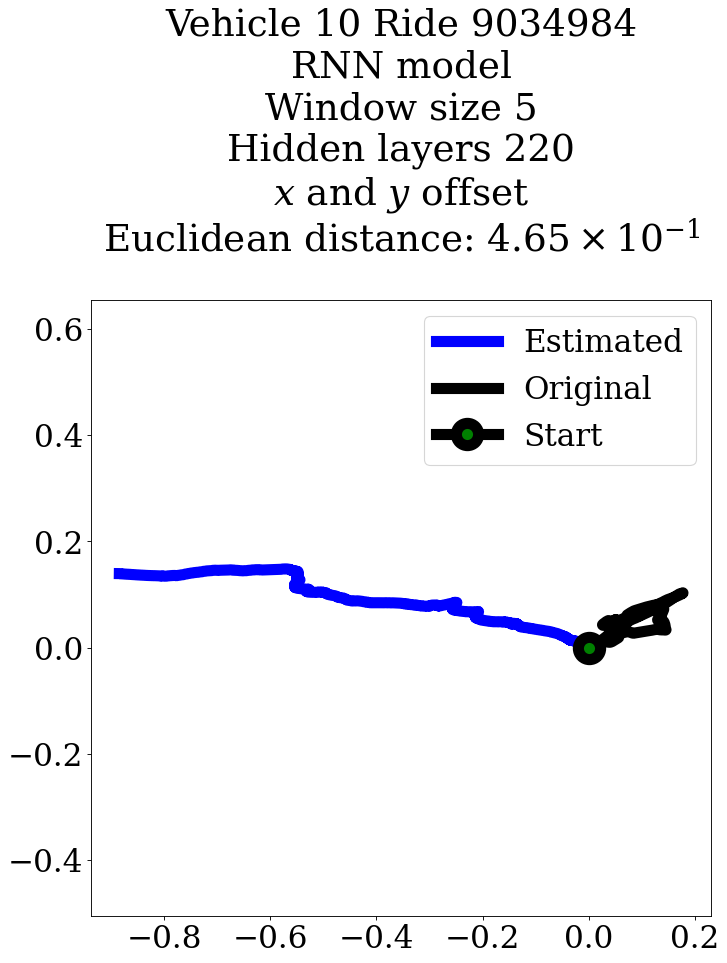 Vehicle 10 Ride 9034984
RNN model
Window size 5
Hidden layers 220
x and y offset
Euclidean distance: 4.65 × 10⁻¹
Estimated
Original
Start
0.6
0.4
0.2
0.0
−0.2
−0.4
−0.8 −0.6 −0.4 −0.2 0.0 0.2